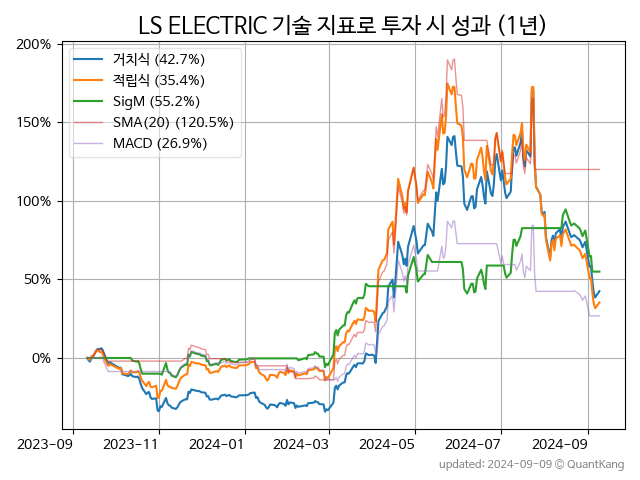 LS ELECTRIC 기술 지표로 투자 시 성과 (1년)
200%
150%
100%
50%
0%
거치식 (42.7%)
적립식 (35.4%)
SigM (55.2%)
SMA(20) (120.5%)
MACD (26.9%)
2023-09 2023-11 2024-01 2024-03 2024-05 2024-07 2024-09
updated: 2024-09-09 © QuantKang